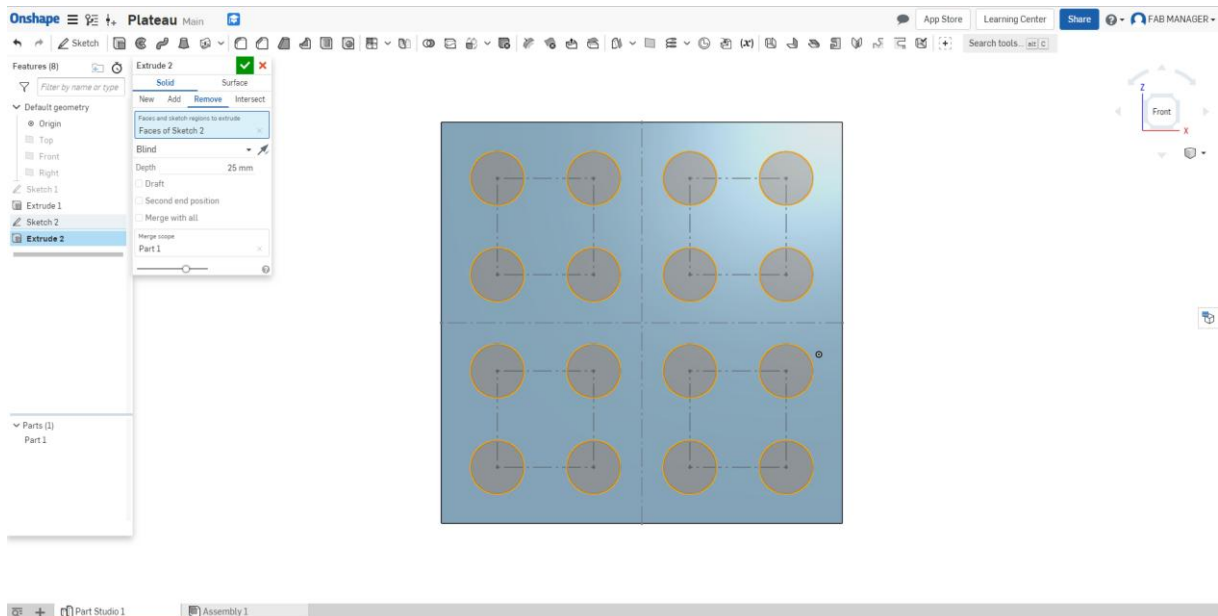 Onshape Plateau Main App Store Learning Center Share FAB MANAGER
Sketch Search tools... alt C
Features (8)
Filter by name or type
Default geometry
Origin
Top
Front
Right
Sketch 1
Extrude 1
Sketch 2
Extrude 2
Extrude 2
Solid Surface
New Add Remove Intersect
Faces and sketch regions to extrude
Faces of Sketch 2
Blind
Depth 25 mm
Draft
Second end position
Merge with all
Merge scope
Part 1
Z
Front
X
Parts (1)
Part 1
Part Studio 1 Assembly 1